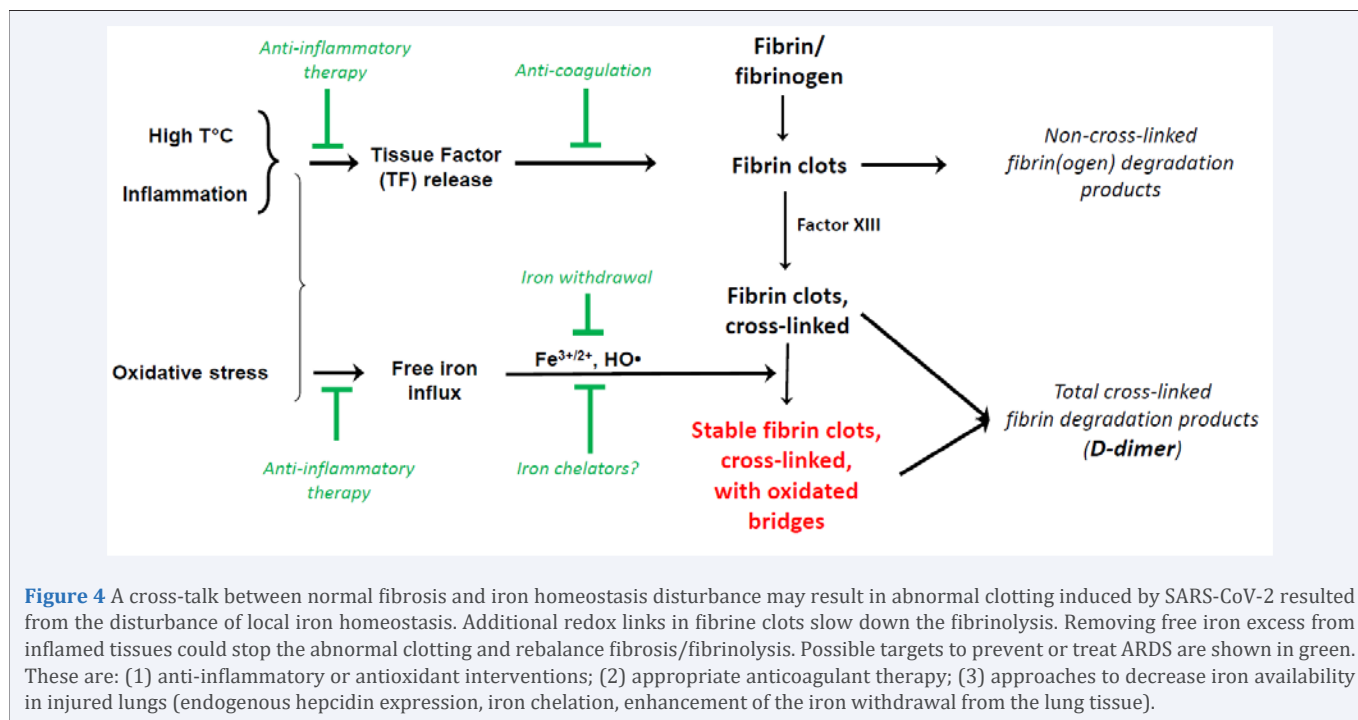 Anti-inflammatory
therapy
Anti-coagulation
Fibrin/
fibrinogen
High T°C
Inflammation
Tissue Factor
(TF) release
Fibrin clots
Non-cross-linked
fibrin(ogen) degradation
products
Factor XIII
Iron withdrawal
Fibrin clots,
cross-linked
Oxidative stress
Free iron
influx
Fe³⁺/²⁺, HO•
Anti-inflammatory
therapy
Iron chelators?
Stable fibrin clots,
cross-linked,
with oxidated
bridges
Total cross-linked
fibrin degradation products
(D-dimer)
Figure 4 A cross-talk between normal fibrosis and iron homeostasis disturbance may result in abnormal clotting induced by SARS-CoV-2 resulted
from the disturbance of local iron homeostasis. Additional redox links in fibrine clots slow down the fibrinolysis. Removing free iron excess from
inflamed tissues could stop the abnormal clotting and rebalance fibrosis/fibrinolysis. Possible targets to prevent or treat ARDS are shown in green.
These are: (1) anti-inflammatory or antioxidant interventions; (2) appropriate anticoagulant therapy; (3) approaches to decrease iron availability
in injured lungs (endogenous hepcidin expression, iron chelation, enhancement of the iron withdrawal from the lung tissue).